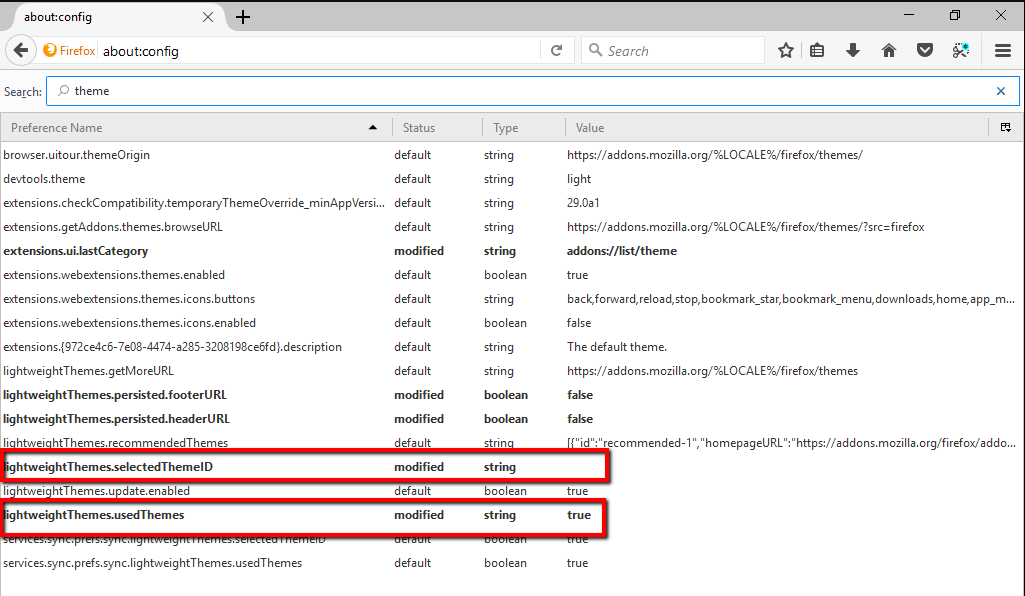 about:config
Firefox about:config Search
Search: theme
Preference Name Status Type Value
browser.uitour.themeOrigin default string https://addons.mozilla.org/%LOCALE%/firefox/themes/
devtools.theme default string light
extensions.checkCompatibility.temporaryThemeOverride_minAppVersi... default string 29.0a1
extensions.getAddons.themes.browseURL default string https://addons.mozilla.org/%LOCALE%/firefox/themes/?src=firefox
extensions.ui.lastCategory modified string addons://list/theme
extensions.webextensions.themes.enabled default boolean true
extensions.webextensions.themes.icons.buttons default string back,forward,reload,stop,bookmark_star,bookmark_menu,downloads,home,app_m...
extensions.webextensions.themes.icons.enabled default boolean false
extensions.{972ce4c6-7e08-4474-a285-3208198ce6fd}.description default string The default theme.
lightweightThemes.getMoreURL default string https://addons.mozilla.org/%LOCALE%/firefox/themes
lightweightThemes.persisted.footerURL modified boolean false
lightweightThemes.persisted.headerURL modified boolean false
lightweightThemes.recommendedThemes default string [{"id":"recommended-1","homepageURL":"https://addons.mozilla.org/firefox/addo...
lightweightThemes.selectedThemeID modified string
lightweightThemes.update.enabled default boolean true
lightweightThemes.usedThemes modified string true
services.sync.prefs.sync.lightweightThemes.selectedThemeID default boolean true
services.sync.prefs.sync.lightweightThemes.usedThemes default boolean true